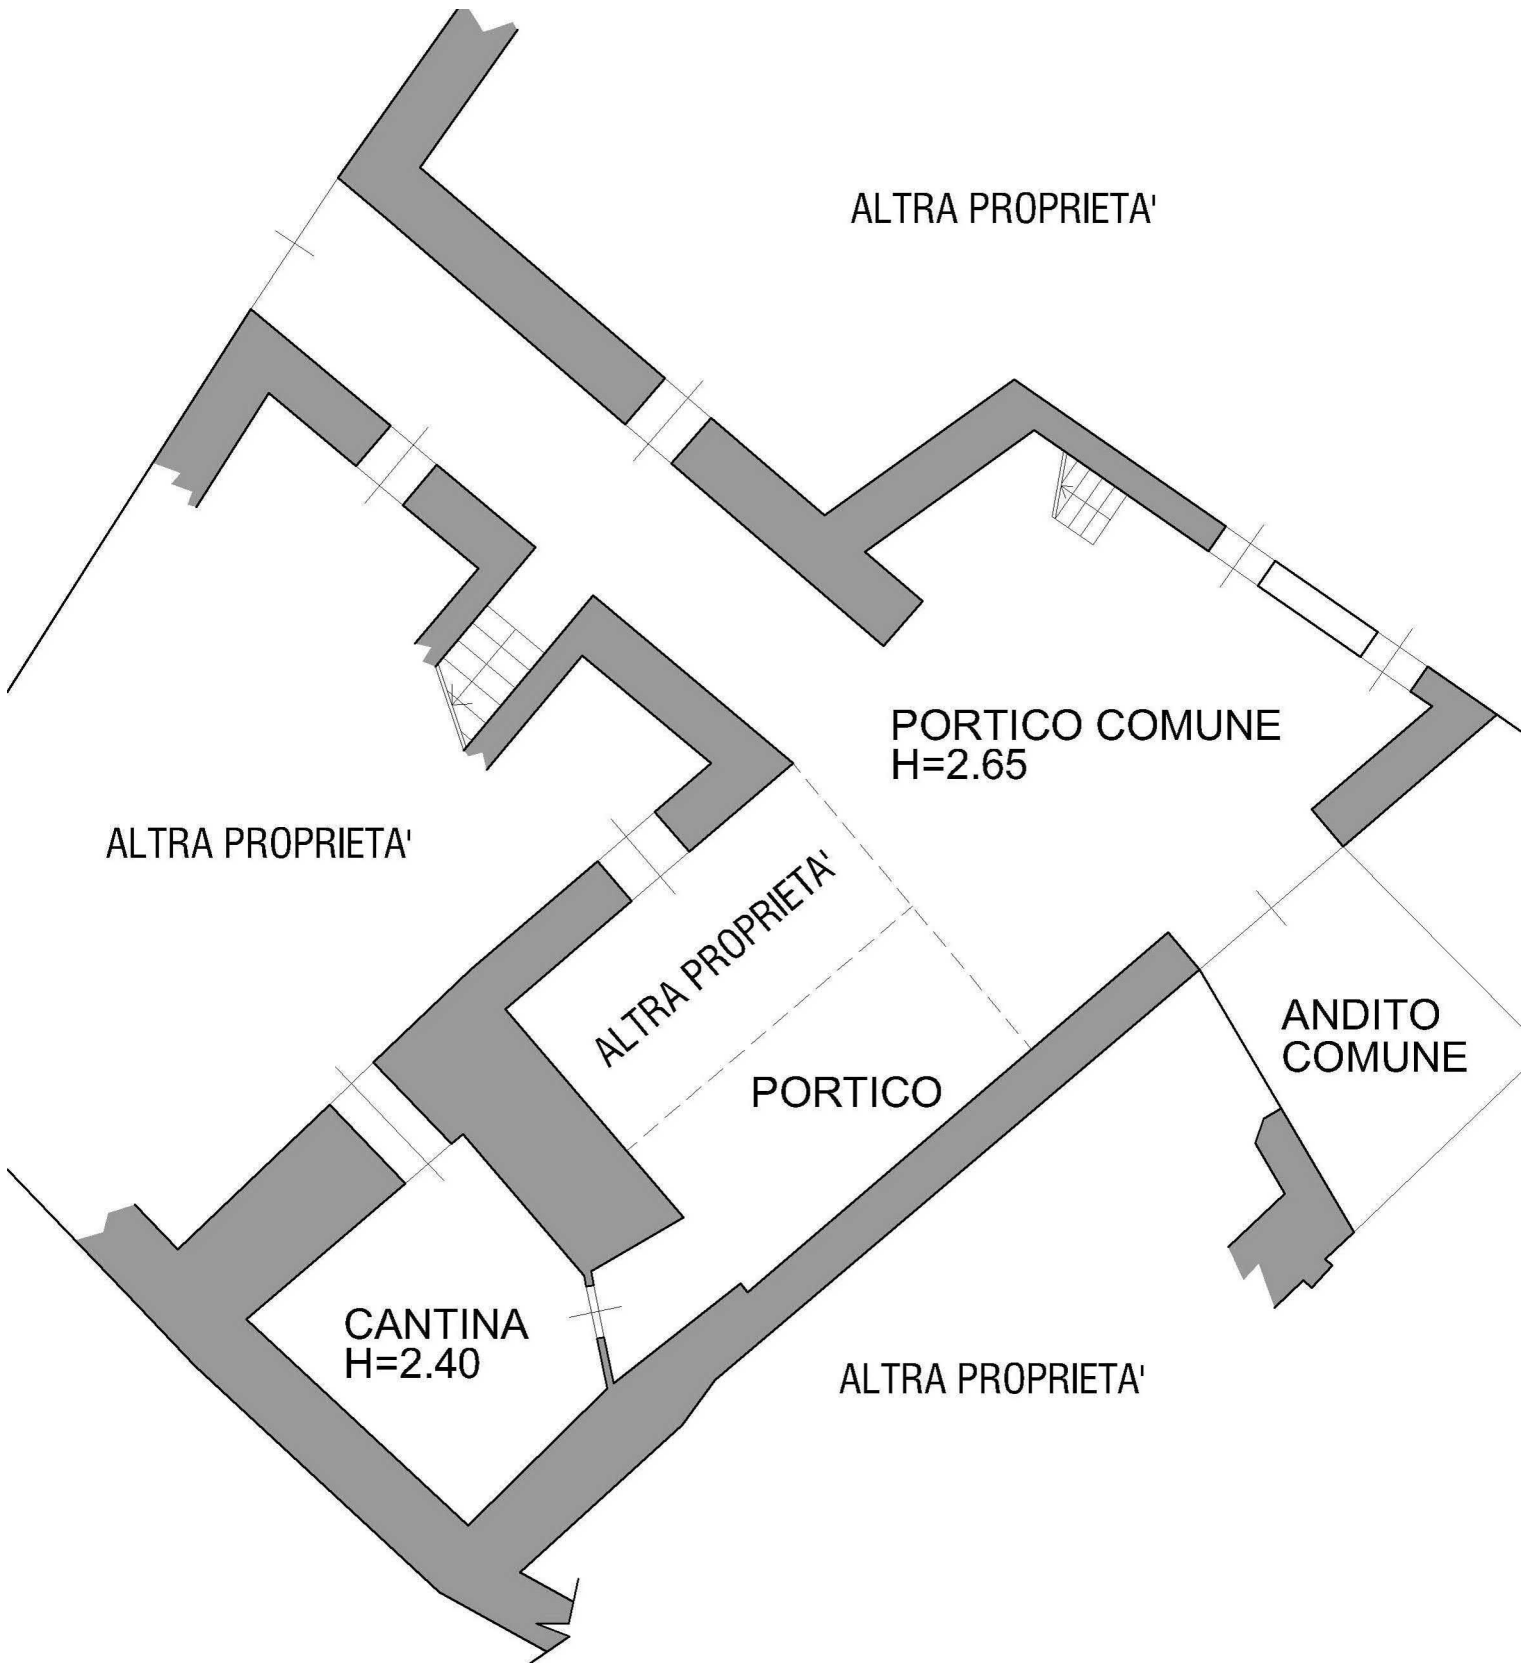 ALTRA PROPRIETA'
PORTICO COMUNE
H=2.65
ALTRA PROPRIETA'
ALTRA PROPRIETA'
ANDITO
COMUNE
PORTICO
CANTINA
H=2.40
ALTRA PROPRIETA'